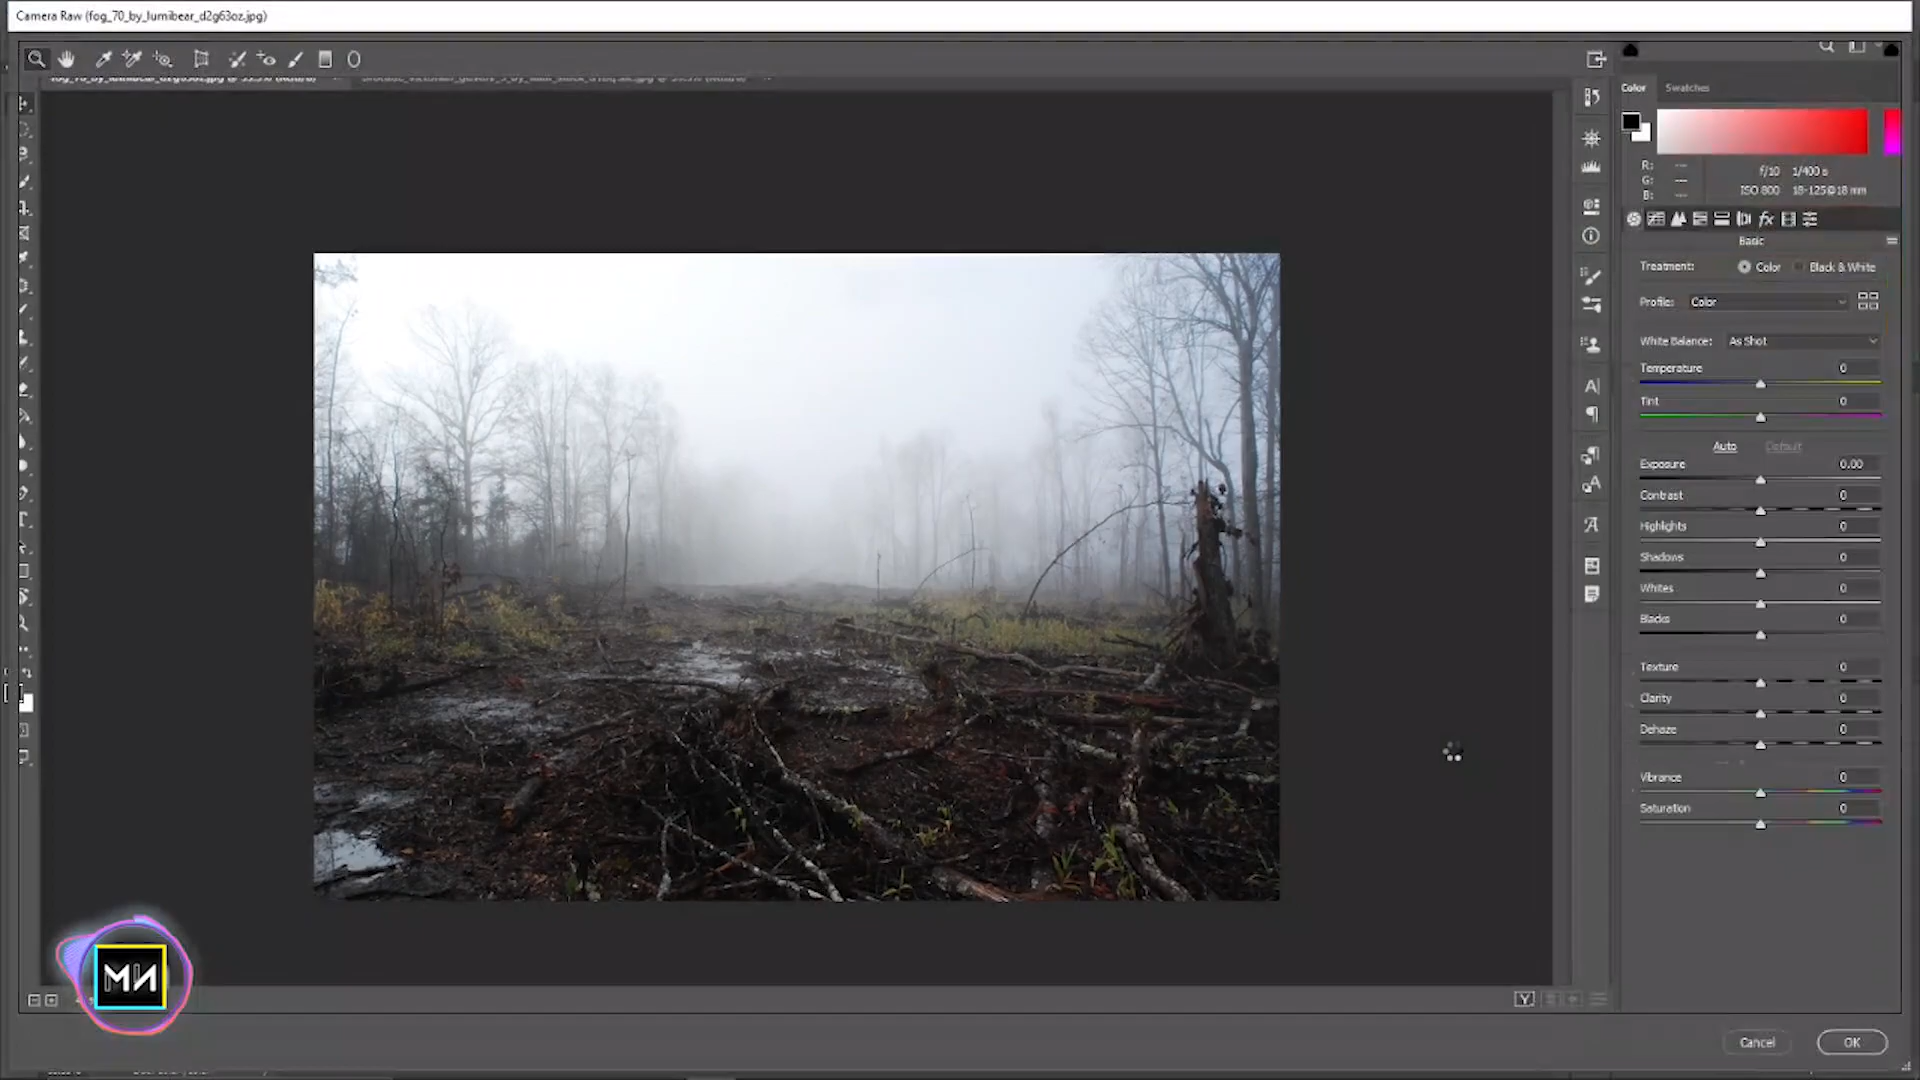 Camera Raw (fog_70_by_lumibear_d2g63oz.jpg)
Color
Swatches
R: ---
G: ---
B: ---
f/10 1/400 s
ISO 800 18-125@18 mm
Basic
Treatment: Color Black & White
Profile: Color
White Balance: As Shot
Temperature 0
Tint 0
Auto Default
Exposure 0.00
Contrast 0
Highlights 0
Shadows 0
Whites 0
Blacks 0
Texture 0
Clarity 0
Dehaze 0
Vibrance 0
Saturation 0
Cancel
OK